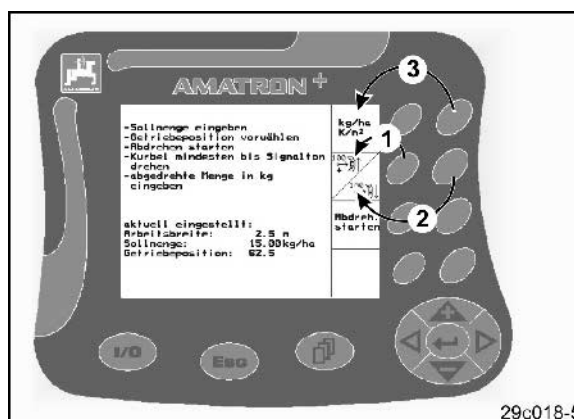 AMATRON+
3
kg/ha
K/m²
1
-Sollmenge eingeben
-Getriebeposition vorwählen
-Abdrehen starten
-Kurbel mindesten bis Signalton
drehen
-abgedrehte Menge in kg
eingeben
100
2
Abdreh.
starten
aktuell eingestellt:
Arbeitsbreite: 2.5 m
Sollmenge: 15.00kg/ha
Getriebeposition: 62.5
I/O
Esc
29c018-